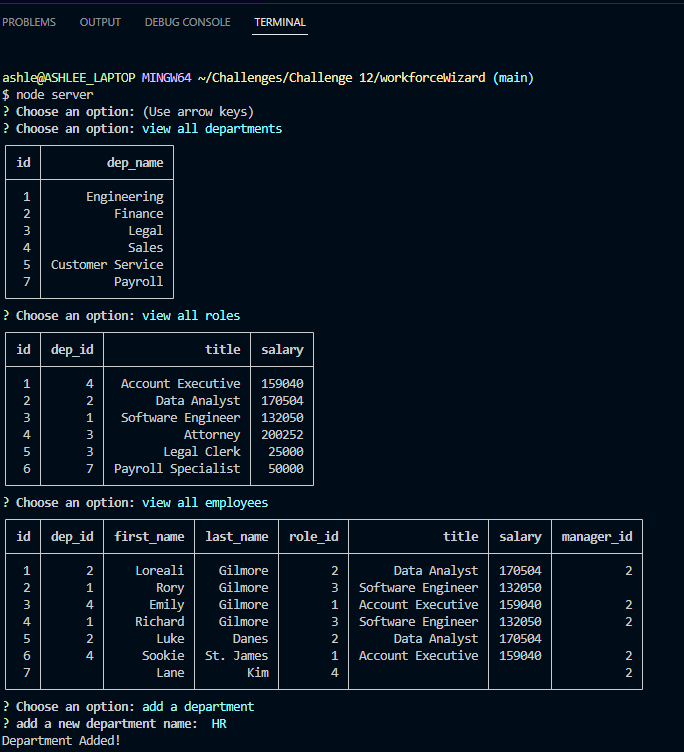 PROBLEMS OUTPUT DEBUG CONSOLE TERMINAL
ashle@ASHLEE_LAPTOP MINGW64 ~/Challenges/Challenge 12/workforceWizard (main)
$ node server
? Choose an option: (Use arrow keys)
? Choose an option: view all departments
id dep_name
1 Engineering
2 Finance
3 Legal
4 Sales
5 Customer Service
7 Payroll
? Choose an option: view all roles
id dep_id title salary
1 4 Account Executive 159040
2 2 Data Analyst 170504
3 1 Software Engineer 132050
4 3 Attorney 200252
5 3 Legal Clerk 25000
6 7 Payroll Specialist 50000
? Choose an option: view all employees
id dep_id first_name last_name role_id title salary manager_id
1 2 Loreali Gilmore 2 Data Analyst 170504 2
2 1 Rory Gilmore 3 Software Engineer 132050
3 4 Emily Gilmore 1 Account Executive 159040 2
4 1 Richard Gilmore 3 Software Engineer 132050 2
5 2 Luke Danes 2 Data Analyst 170504
6 4 Sookie St. James 1 Account Executive 159040 2
7 Lane Kim 4 2
? Choose an option: add a department
? add a new department name: HR
Department Added!